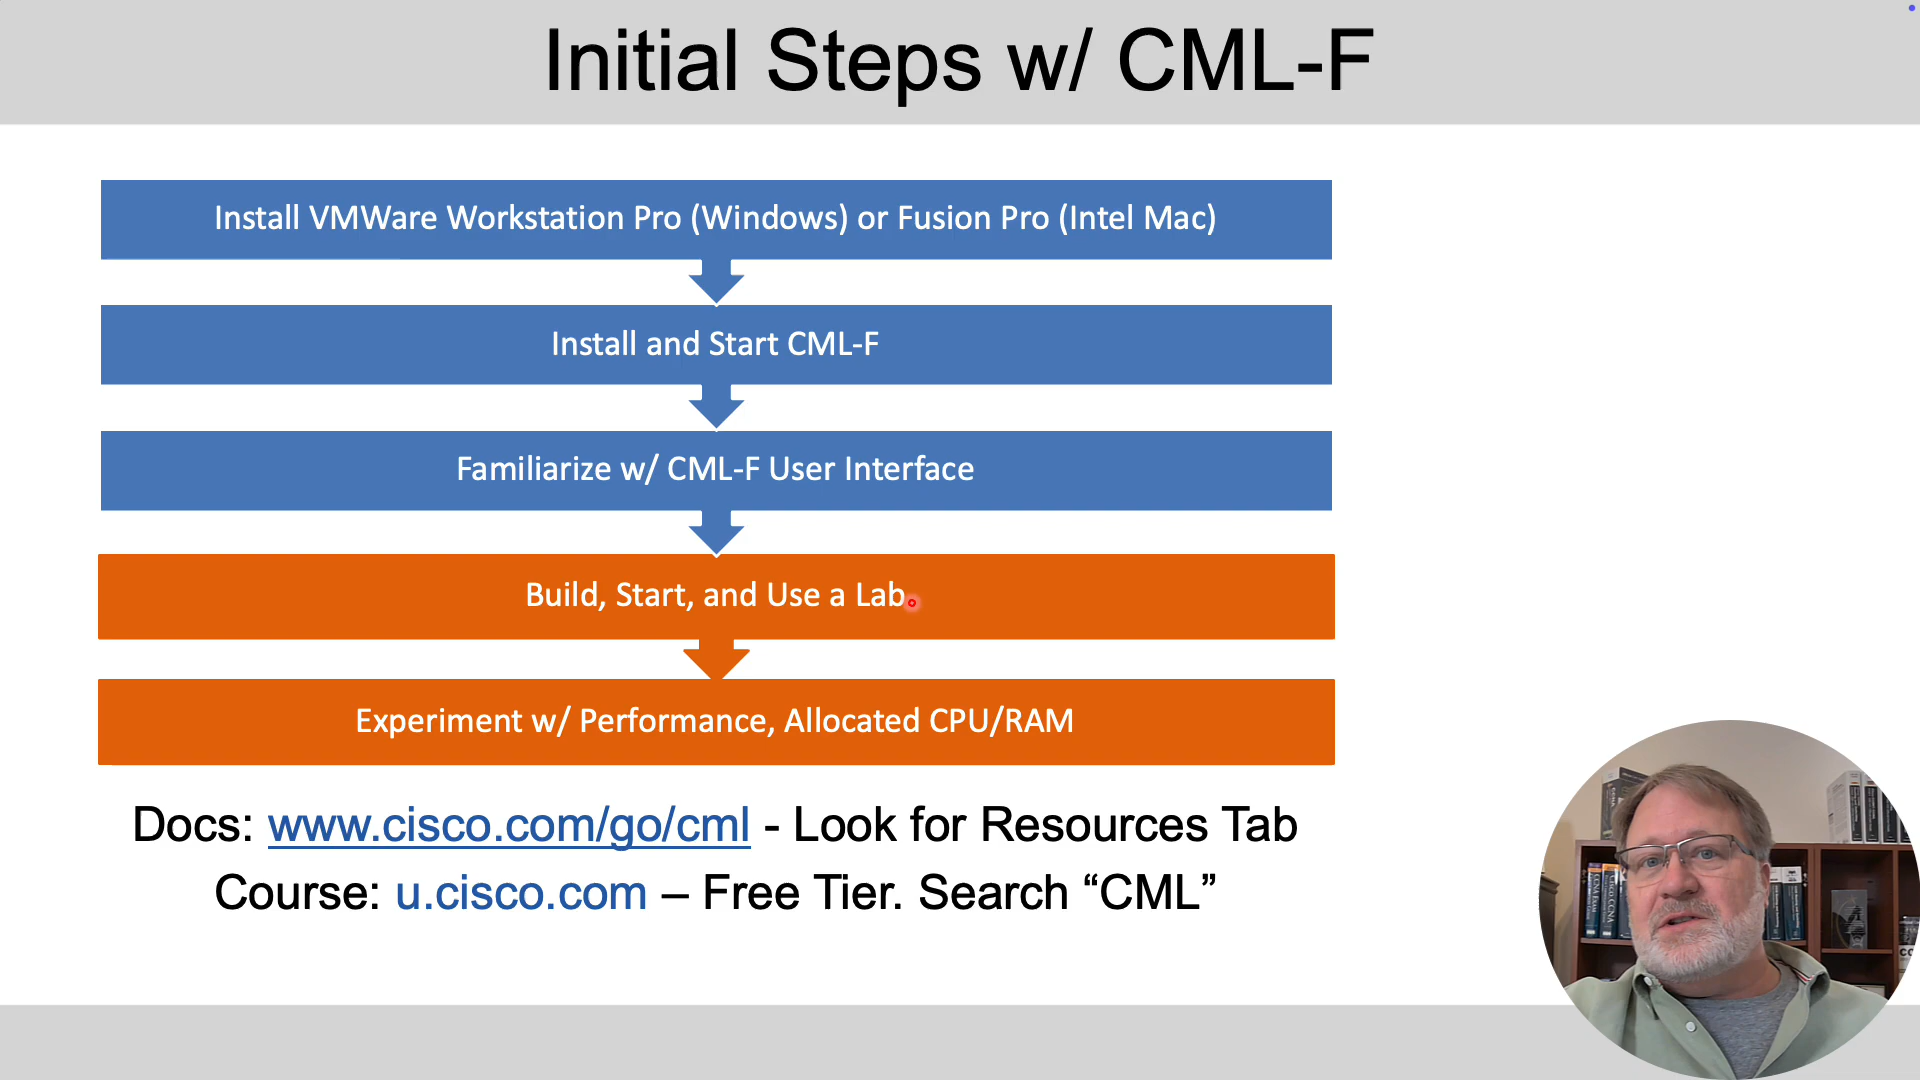 Initial Steps w/ CML-F
Install VMWare Workstation Pro (Windows) or Fusion Pro (Intel Mac)
Install and Start CML-F
Familiarize w/ CML-F User Interface
Build, Start, and Use a Lab
Experiment w/ Performance, Allocated CPU/RAM
Docs: www.cisco.com/go/cml - Look for Resources Tab
Course: u.cisco.com – Free Tier. Search “CML”